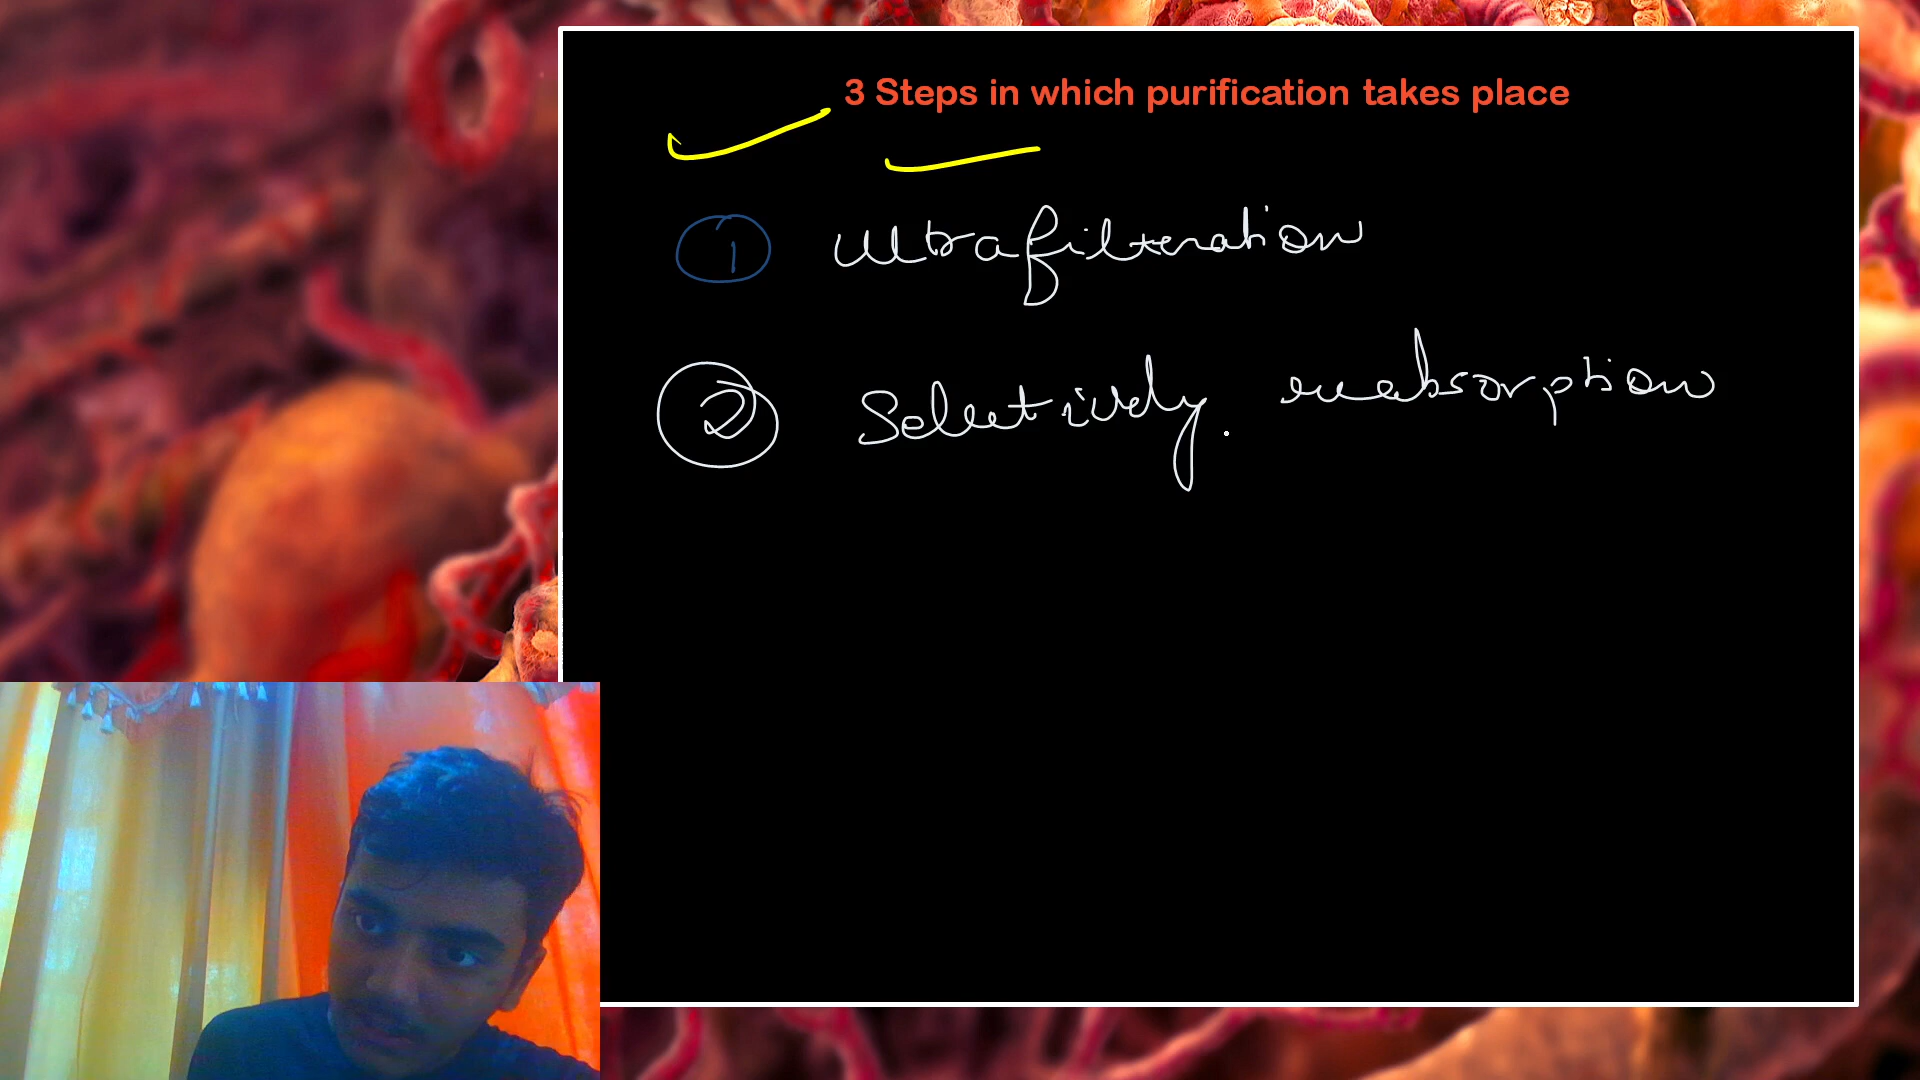 3 Steps in which purification takes place
1 Ultrafilteration
2 Selectively reabsorption